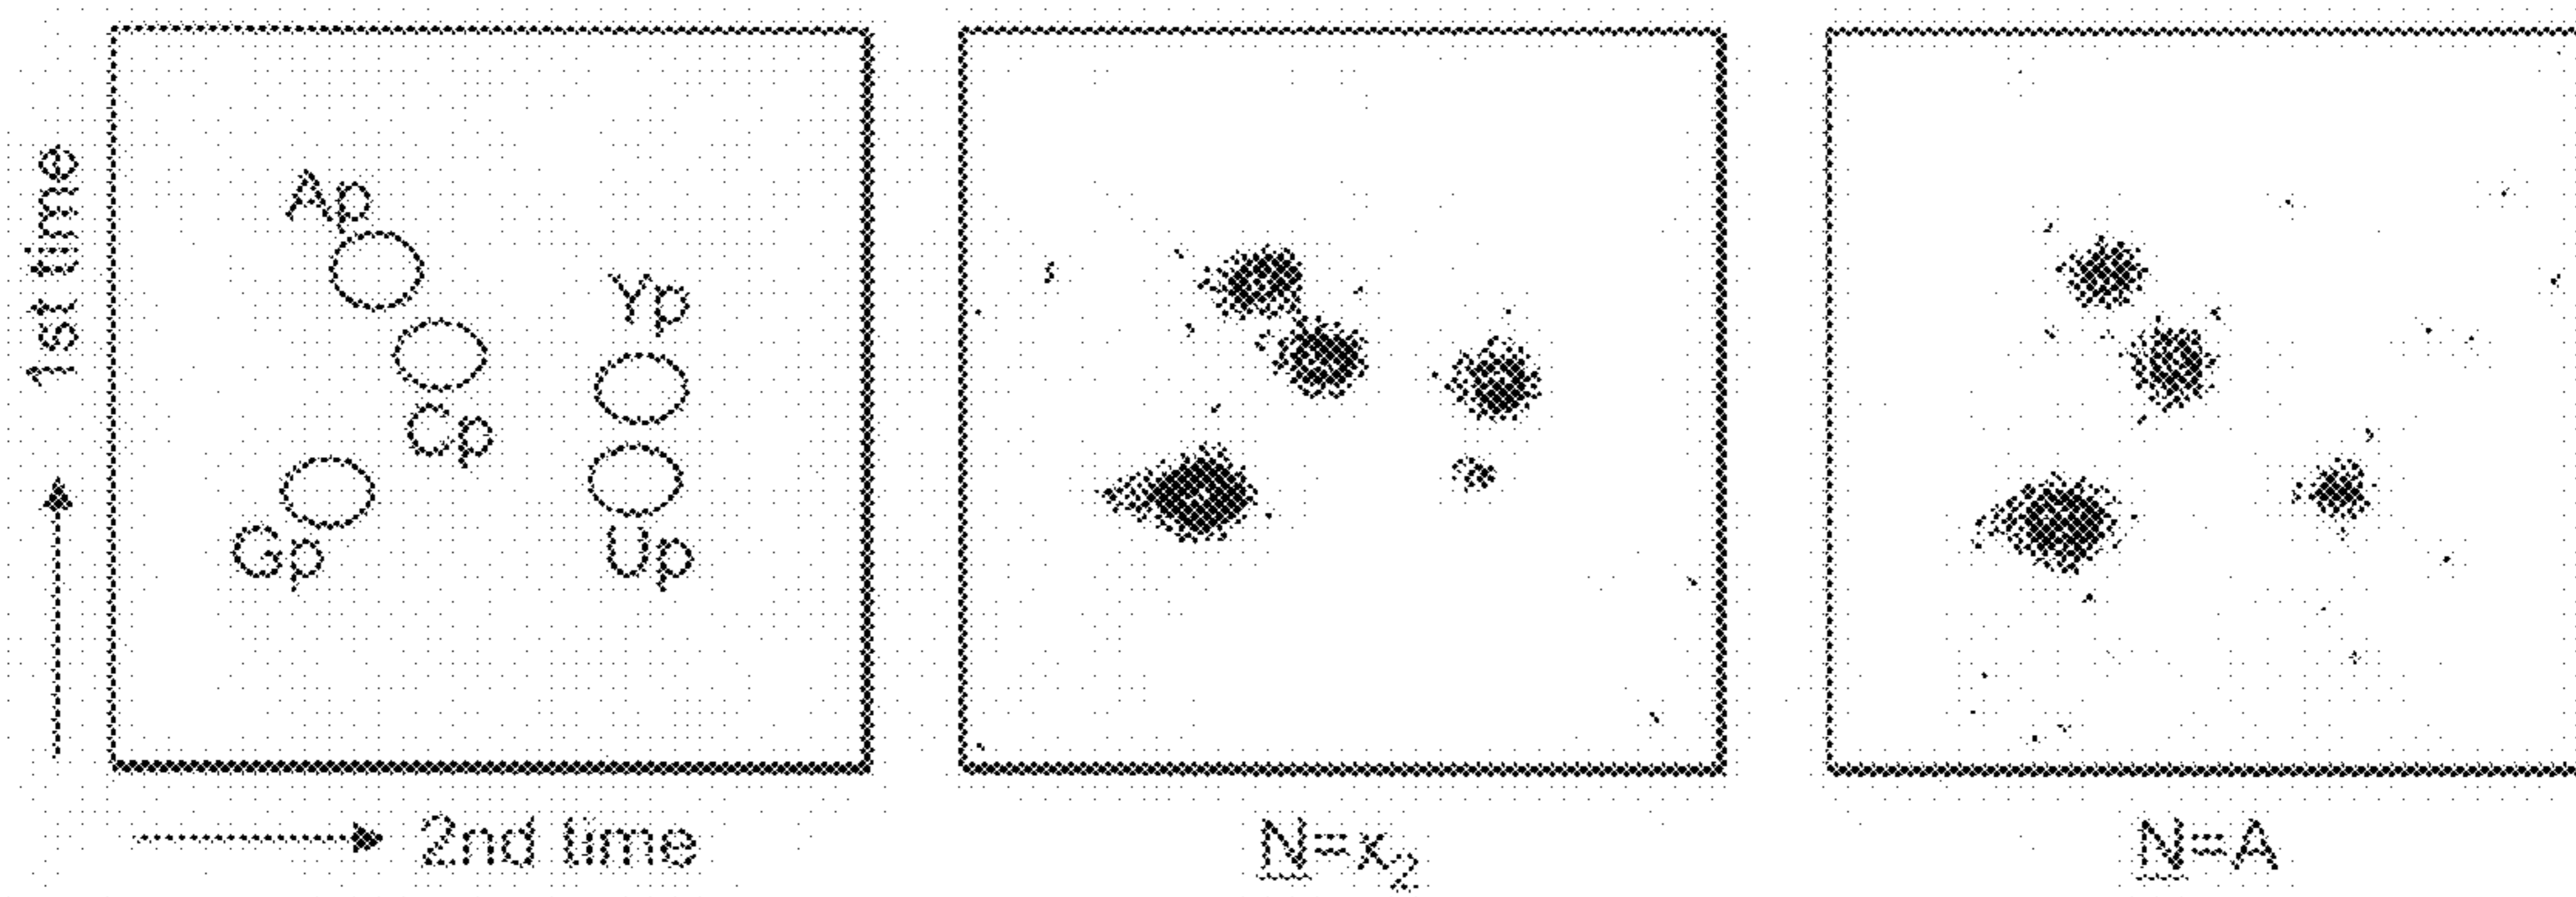 1st time
Ap
Yp
Cp
Gp
Up
2nd time
N=x₂
N=A